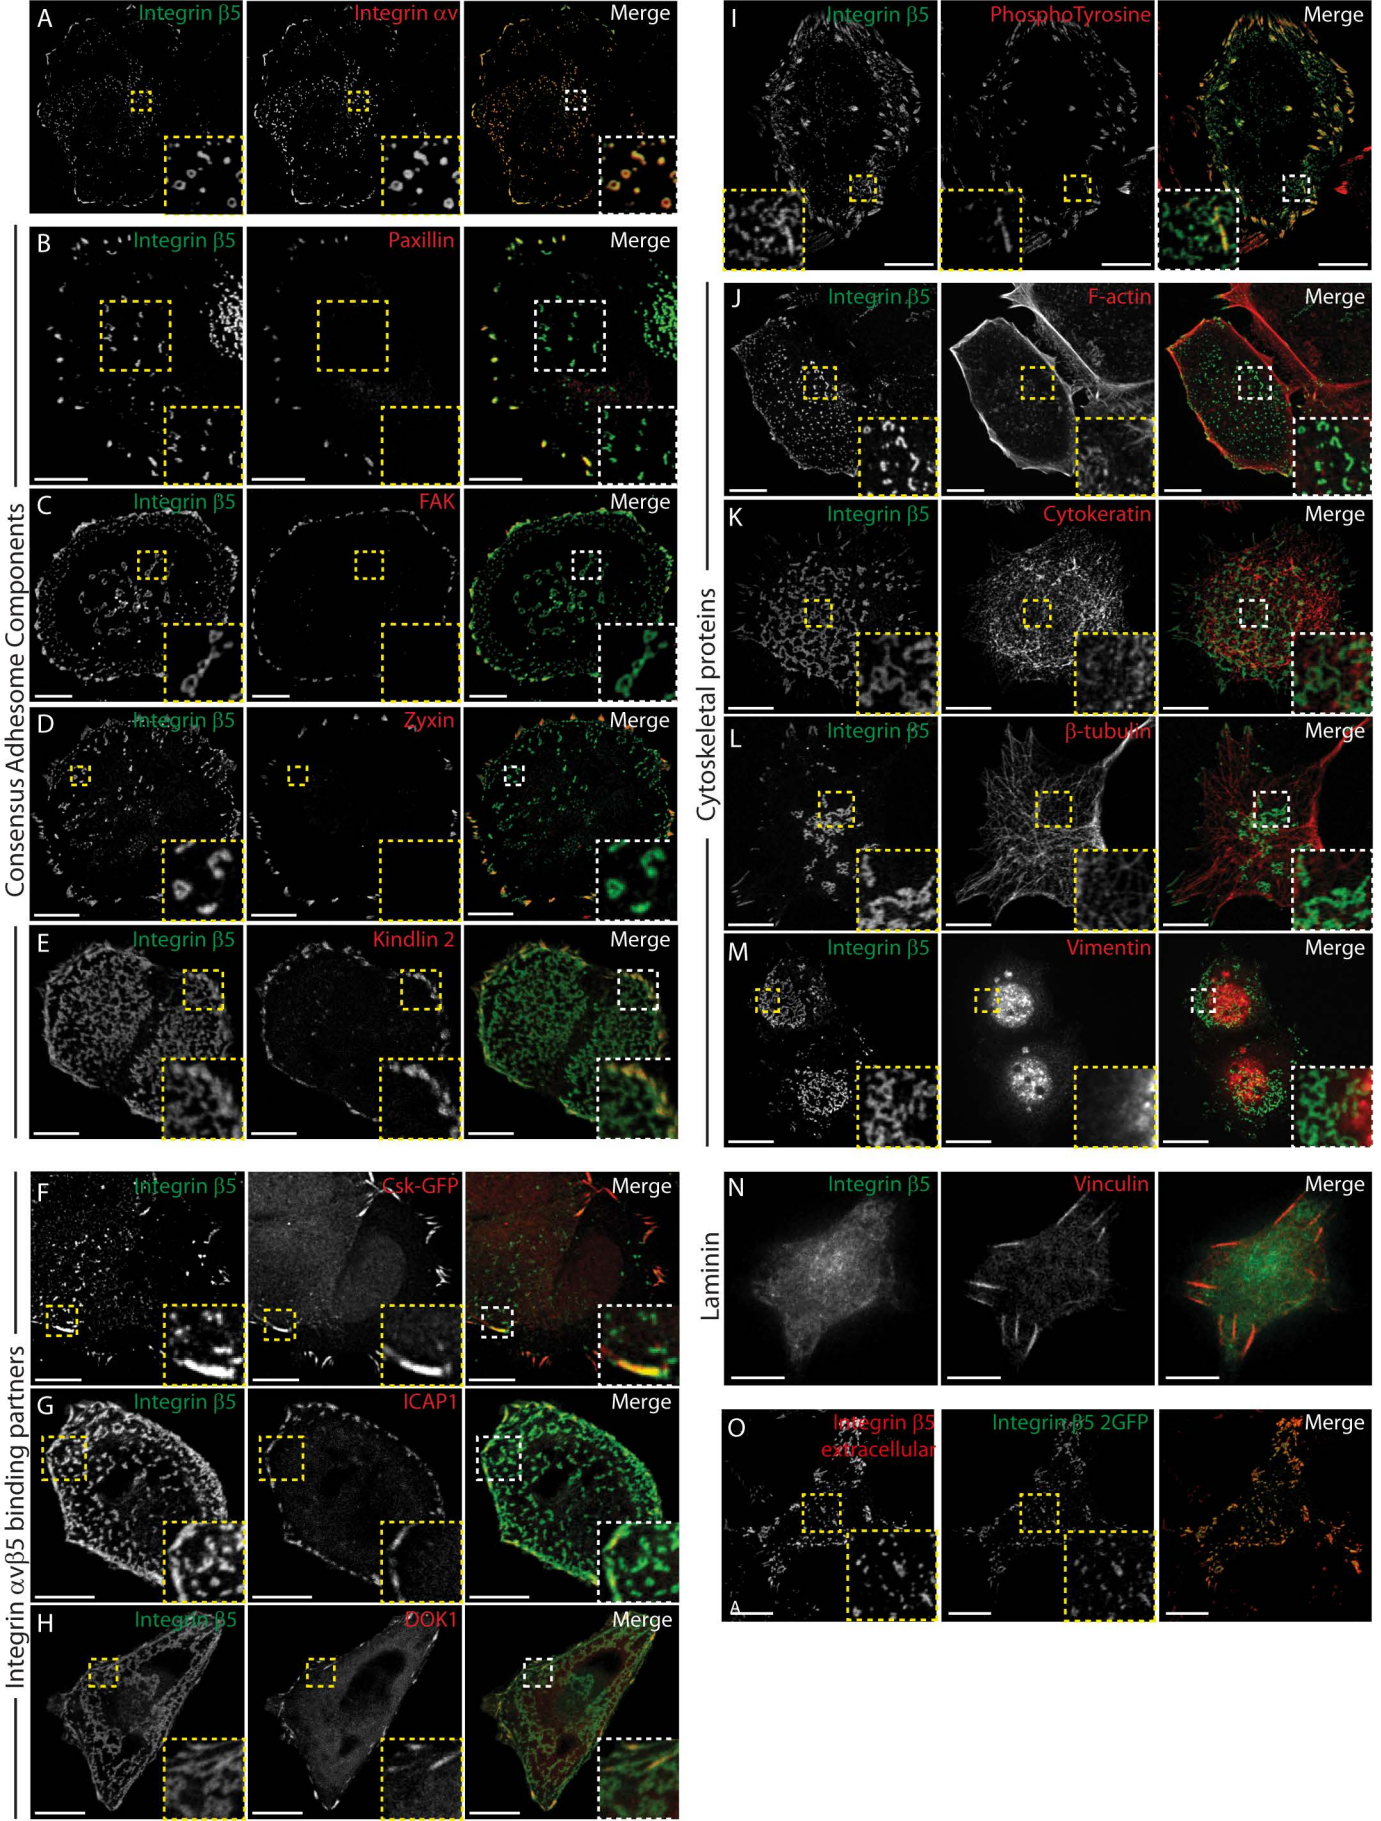 A Integrin β5 Integrin αv Merge
Consensus Adhesome Components
B Integrin β5 Paxillin Merge
C Integrin β5 FAK Merge
D Integrin β5 Zyxin Merge
E Integrin β5 Kindlin 2 Merge
Integrin αvβ5 binding partners
F Integrin β5 Csk-GFP Merge
G Integrin β5 ICAP1 Merge
H Integrin β5 DOK1 Merge
I Integrin β5 PhosphoTyrosine Merge
Cytoskeletal proteins
J Integrin β5 F-actin Merge
K Integrin β5 Cytokeratin Merge
L Integrin β5 β-tubulin Merge
M Integrin β5 Vimentin Merge
Laminin
N Integrin β5 Vinculin Merge
O Integrin β5 extracellular Integrin β5 2GFP Merge
A